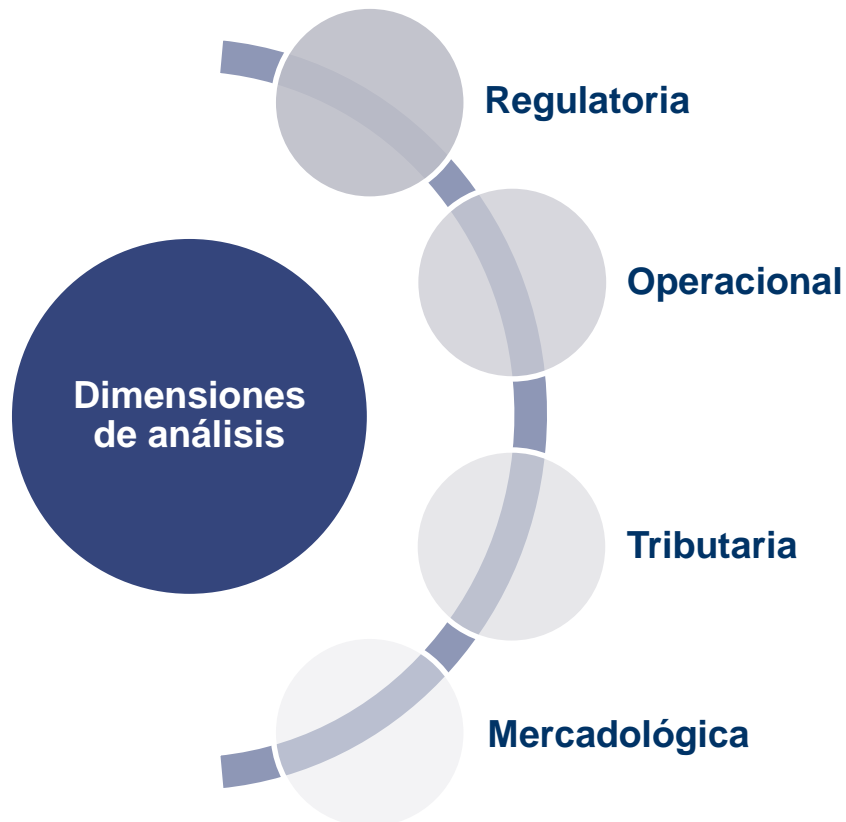 Dimensiones
de análisis
Regulatoria
Operacional
Tributaria
Mercadológica